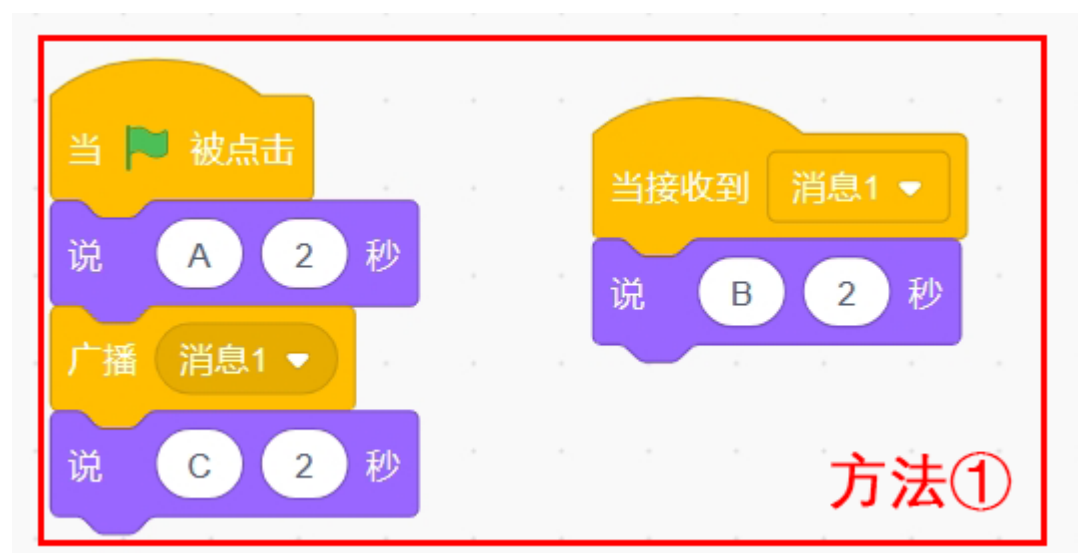 当 被点击
说 A 2 秒
广播 消息1
说 C 2 秒
当接收到 消息1
说 B 2 秒
方法①